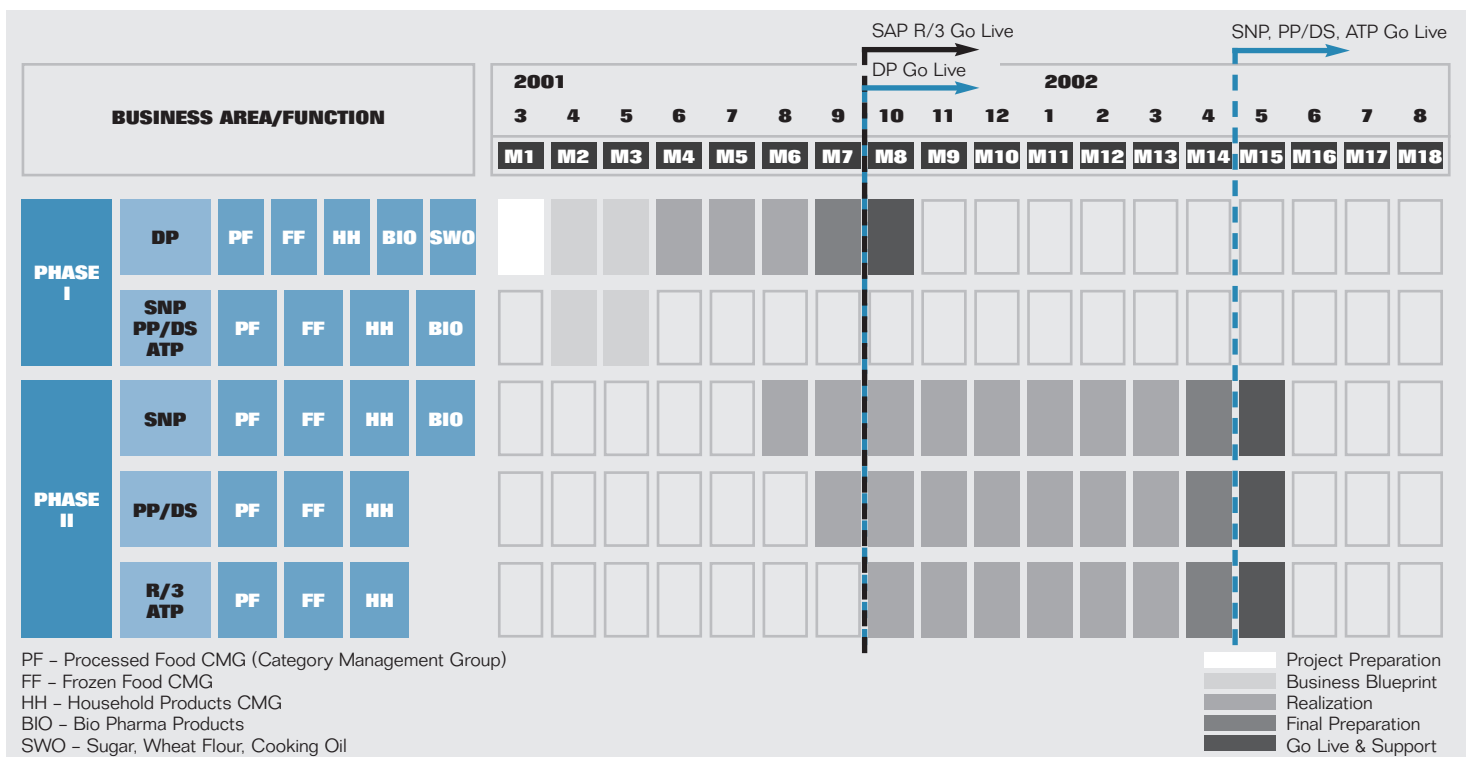 SAP R/3 Go Live
SNP, PP/DS, ATP Go Live
DP Go Live
BUSINESS AREA/FUNCTION
2001
2002
3 4 5 6 7 8 9 10 11 12 1 2 3 4 5 6 7 8
M1 M2 M3 M4 M5 M6 M7 M8 M9 M10 M11 M12 M13 M14 M15 M16 M17 M18
PHASE
I
DP PF FF HH BIO SWO
SNP
PP/DS
ATP
PF FF HH BIO
PHASE
II
SNP PF FF HH BIO
PP/DS PF FF HH
R/3
ATP
PF FF HH
PF – Processed Food CMG (Category Management Group)
FF – Frozen Food CMG
HH – Household Products CMG
BIO – Bio Pharma Products
SWO – Sugar, Wheat Flour, Cooking Oil
Project Preparation
Business Blueprint
Realization
Final Preparation
Go Live & Support